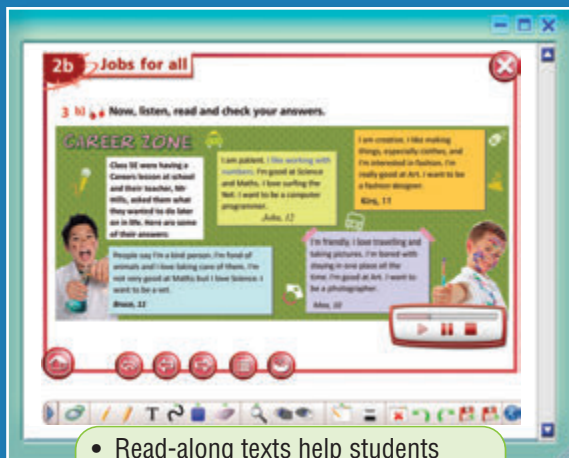 2b Jobs for all
3 b) Now, listen, read and check your answers.
CAREER ZONE
Class 5E were having a
Careers lesson at school
and their teacher, Mr
Mills, asked them what
they wanted to do later
on in life. Here are some
of their answers:
I am patient. I like working with
numbers. I'm good at Science
and Maths. I love surfing the
Net. I want to be a computer
programmer.
John, 12
I am creative. I like making
things, especially clothes, and
I'm interested in fashion. I'm
really good at Art. I want to be
a fashion designer.
11
People say I'm a kind person. I'm fond of
animals and I love taking care of them. I'm
not very good at Maths but I love Science. I
want to be a vet.
Bruce, 11
I'm friendly. I love travelling and
taking pictures. I'm bored with
staying in one place all the
time. I'm good at Art. I want to
be a photographer.
T
• Read-along texts help students